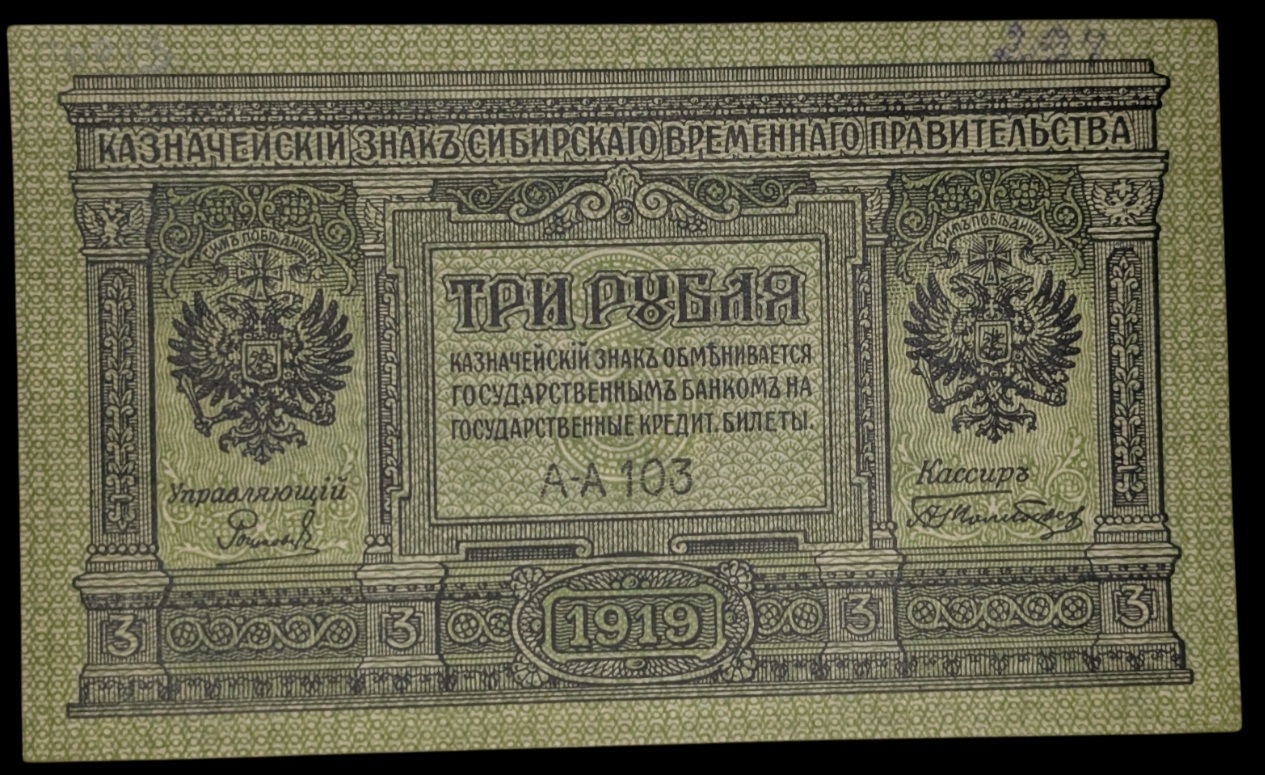 КАЗНАЧЕЙСКІЙ ЗНАКЪ СИБИРСКАГО ВРЕМЕННАГО ПРАВИТЕЛЬСТВА
СИМЪ ПОБѢДИШИ
СИМЪ ПОБѢДИШИ
ТРИ РУБЛЯ
КАЗНАЧЕЙСКІЙ ЗНАКЪ ОБМѢНИВАЕТСЯ
ГОСУДАРСТВЕННЫМЪ БАНКОМЪ НА
ГОСУДАРСТВЕННЫЕ КРЕДИТ. БИЛЕТЫ.
А-А 103
Управляющій
Кассиръ
3 3 1919 3 3